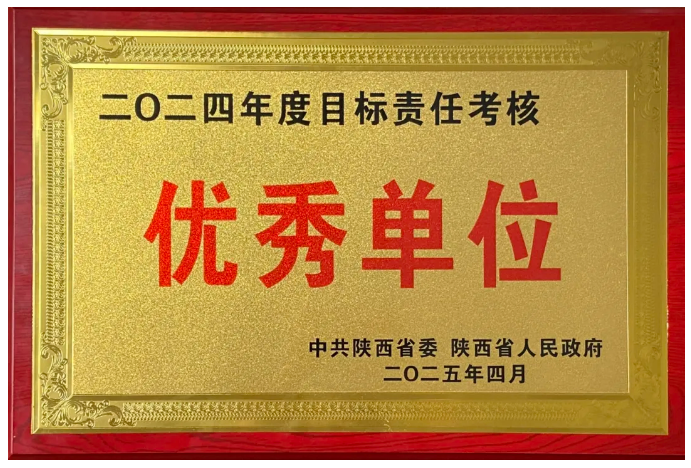 二〇二四年度目标责任考核
优秀单位
中共陕西省委 陕西省人民政府
二〇二五年四月